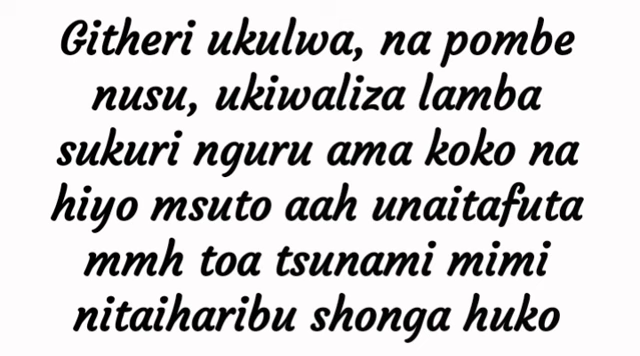 Githeri ukulwa, na pombe
nusu, ukiwaliza lamba
sukuri nguru ama koko na
hiyo msuto aah unaitafuta
mmh toa tsunami mimi
nitaiharibu shonga huko